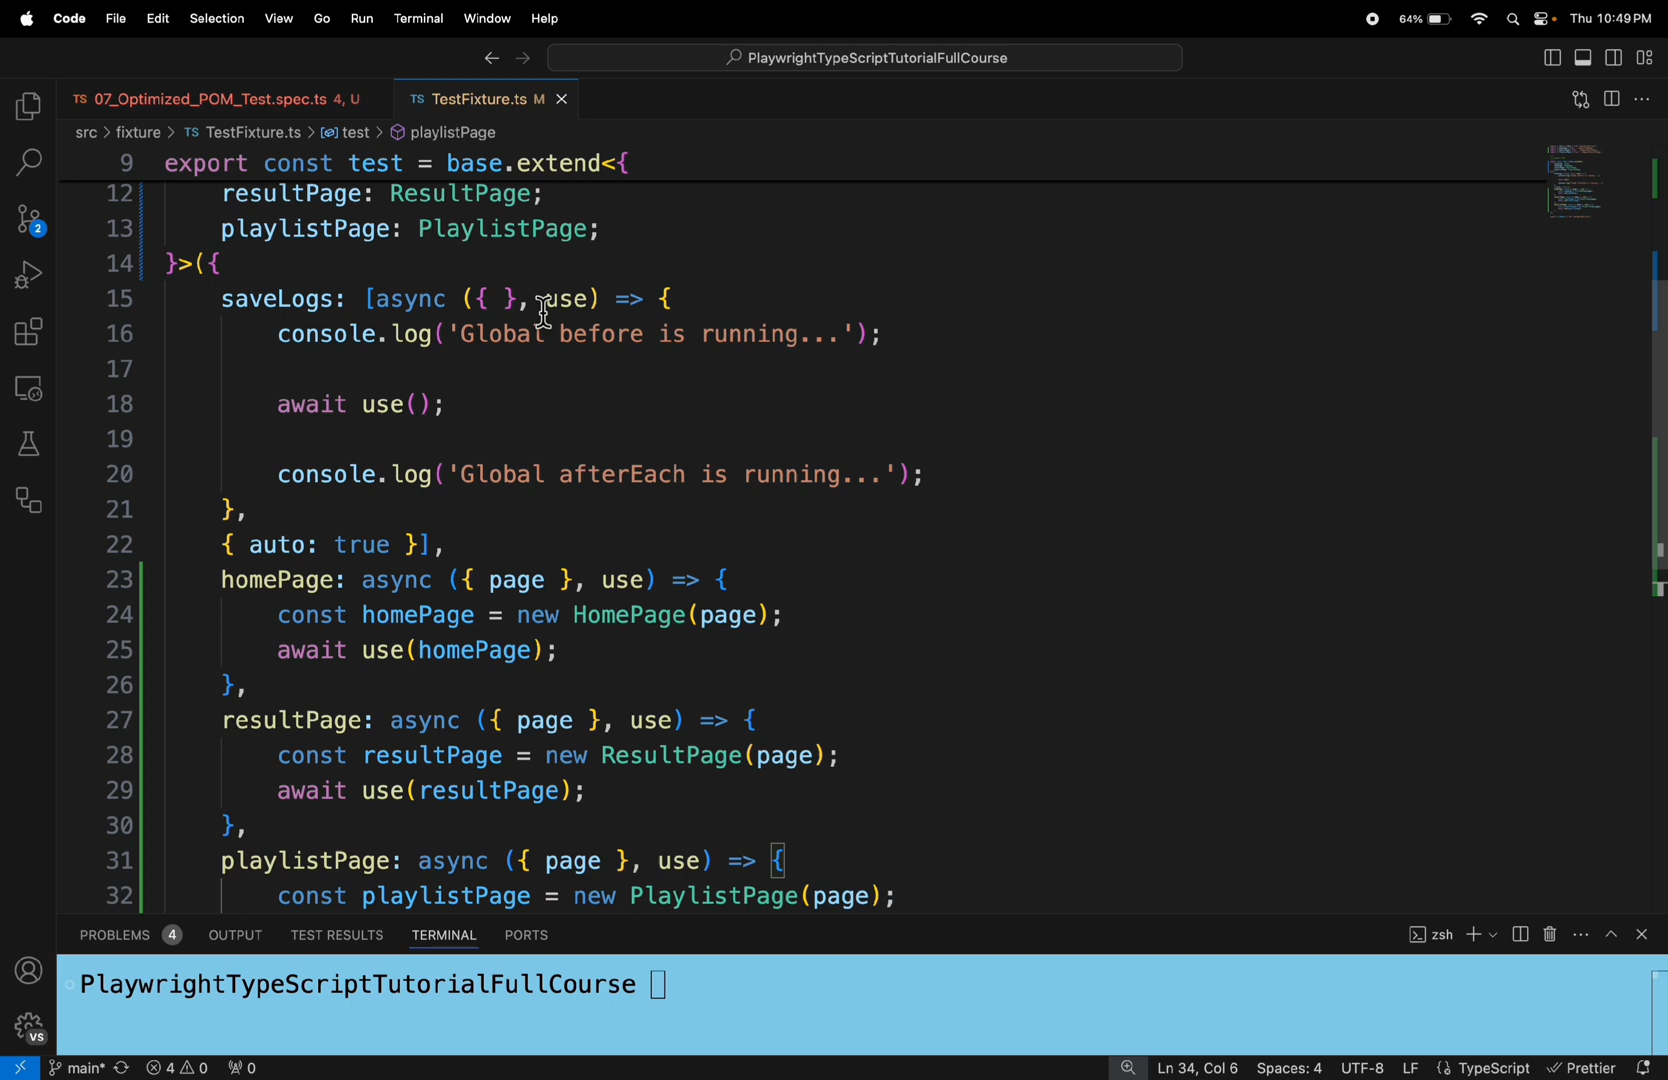 Code File Edit Selection View Go Run Terminal Window Help 64% Thu 10:49 PM
PlaywrightTypeScriptTutorialFullCourse
TS 07_Optimized_POM_Test.spec.ts 4, U TS TestFixture.ts M
src > fixture > TS TestFixture.ts > test > playlistPage
9 export const test = base.extend<{
12 resultPage: ResultPage;
13 playlistPage: PlaylistPage;
14 }>({
15 saveLogs: [async ({ }, use) => {
16 console.log('Global before is running...');
17
18 await use();
19
20 console.log('Global afterEach is running...');
21 },
22 { auto: true }],
23 homePage: async ({ page }, use) => {
24 const homePage = new HomePage(page);
25 await use(homePage);
26 },
27 resultPage: async ({ page }, use) => {
28 const resultPage = new ResultPage(page);
29 await use(resultPage);
30 },
31 playlistPage: async ({ page }, use) => {
32 const playlistPage = new PlaylistPage(page);
2
PROBLEMS 4 OUTPUT TEST RESULTS TERMINAL PORTS zsh
PlaywrightTypeScriptTutorialFullCourse
VS
main* 4 0 0 Ln 34, Col 6 Spaces: 4 UTF-8 LF {} TypeScript Prettier